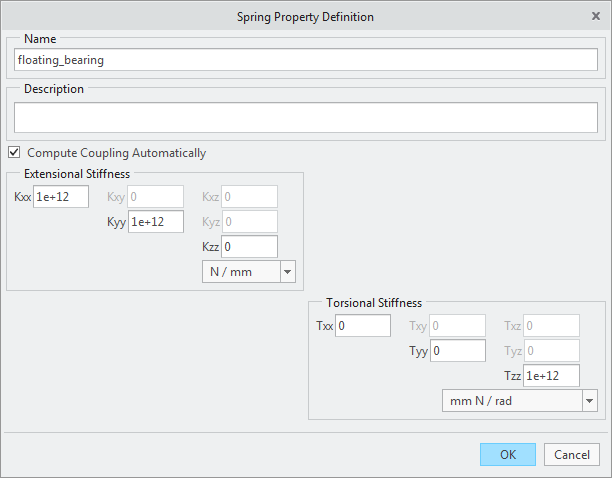 Spring Property Definition
Name
floating_bearing
Description
Compute Coupling Automatically
Extensional Stiffness
Kxx 1e+12 Kxy 0 Kxz 0
Kyy 1e+12 Kyz 0
Kzz 0
N / mm
Torsional Stiffness
Txx 0 Txy 0 Txz 0
Tyy 0 Tyz 0
Tzz 1e+12
mm N / rad
OK Cancel